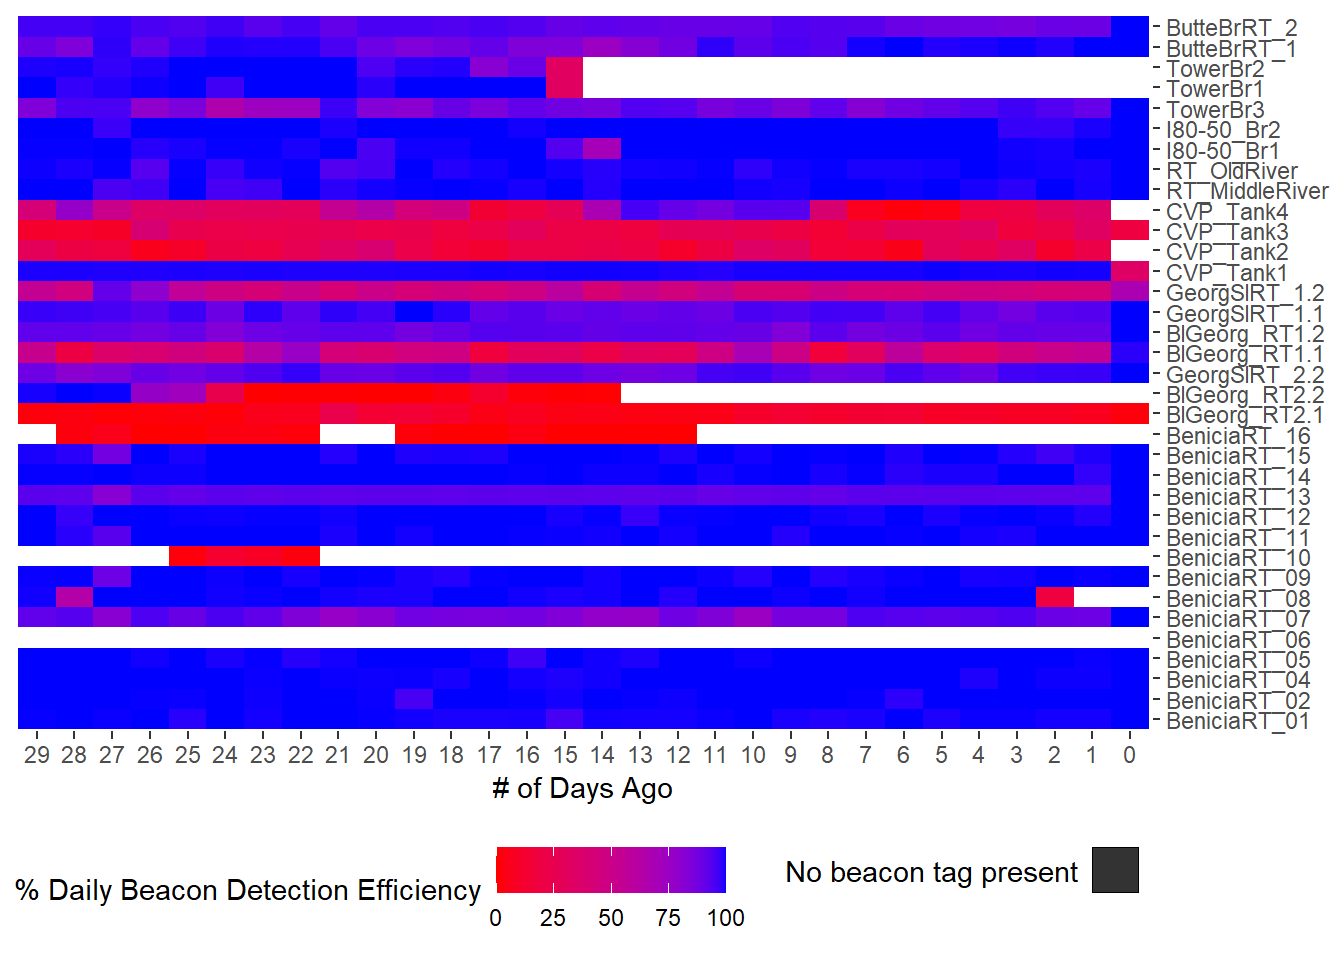 ButteBrRT_2
ButteBrRT_1
TowerBr2
TowerBr1
TowerBr3
I80-50_Br2
I80-50_Br1
RT_OldRiver
RT_MiddleRiver
CVP_Tank4
CVP_Tank3
CVP_Tank2
CVP_Tank1
GeorgSlRT_1.2
GeorgSlRT_1.1
BlGeorg_RT1.2
BlGeorg_RT1.1
GeorgSlRT_2.2
BlGeorg_RT2.2
BlGeorg_RT2.1
BeniciaRT_16
BeniciaRT_15
BeniciaRT_14
BeniciaRT_13
BeniciaRT_12
BeniciaRT_11
BeniciaRT_10
BeniciaRT_09
BeniciaRT_08
BeniciaRT_07
BeniciaRT_06
BeniciaRT_05
BeniciaRT_04
BeniciaRT_02
BeniciaRT_01
29 28 27 26 25 24 23 22 21 20 19 18 17 16 15 14 13 12 11 10 9 8 7 6 5 4 3 2 1 0
# of Days Ago
% Daily Beacon Detection Efficiency
0 25 50 75 100
No beacon tag present